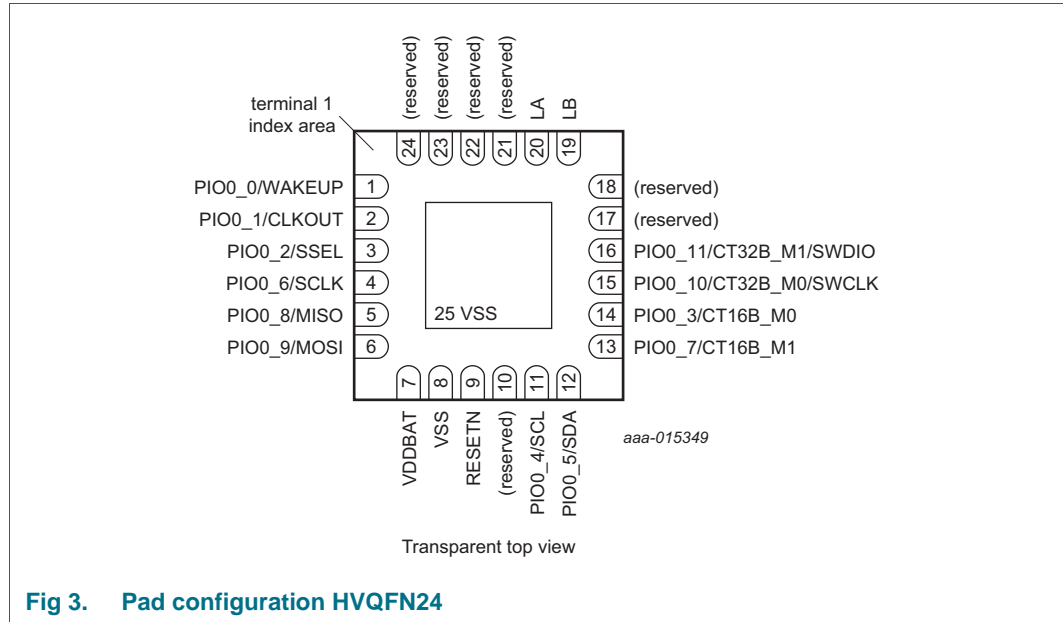 (reserved)
(reserved)
(reserved)
(reserved)
LA
LB
terminal 1
index area
24
23
22
21
20
19
PIO0_0/WAKEUP 1
PIO0_1/CLKOUT 2
PIO0_2/SSEL 3
PIO0_6/SCLK 4
PIO0_8/MISO 5
PIO0_9/MOSI 6
18 (reserved)
17 (reserved)
16 PIO0_11/CT32B_M1/SWDIO
15 PIO0_10/CT32B_M0/SWCLK
14 PIO0_3/CT16B_M0
13 PIO0_7/CT16B_M1
25 VSS
7
8
9
10
11
12
VDDBAT
VSS
RESETN
(reserved)
PIO0_4/SCL
PIO0_5/SDA
aaa-015349
Transparent top view
Fig 3. Pad configuration HVQFN24